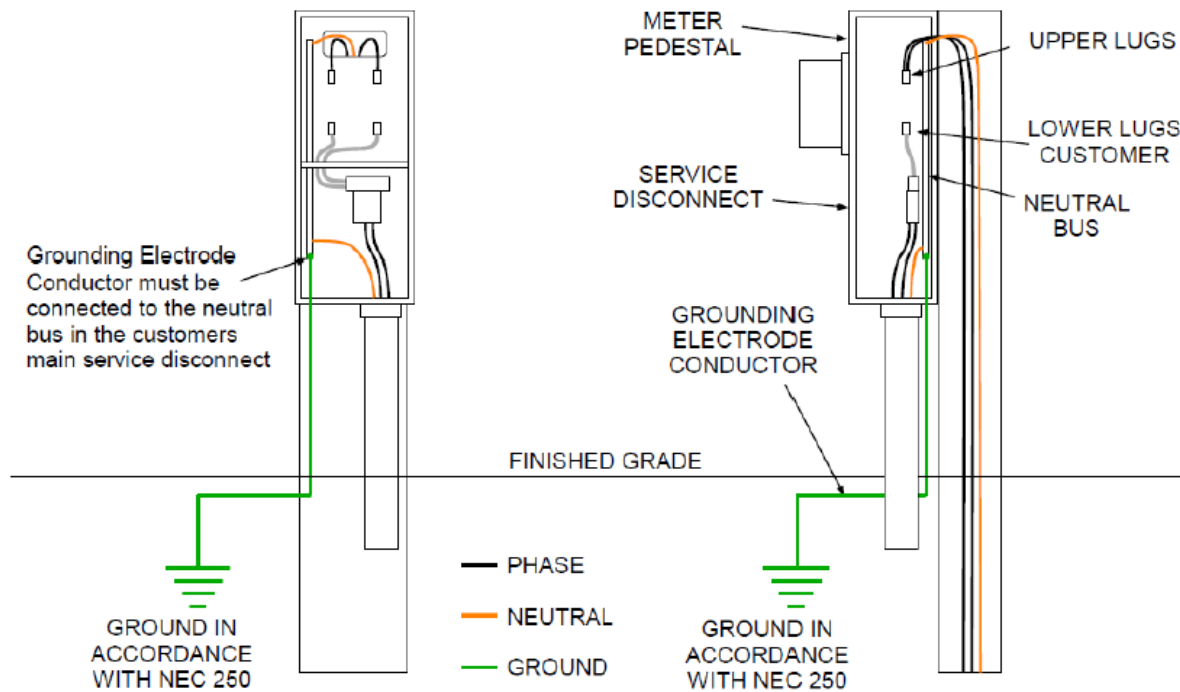 METER
PEDESTAL
UPPER LUGS
LOWER LUGS
CUSTOMER
SERVICE
DISCONNECT
NEUTRAL
BUS
Grounding Electrode
Conductor must be
connected to the neutral
bus in the customers
main service disconnect
GROUNDING
ELECTRODE
CONDUCTOR
FINISHED GRADE
PHASE
NEUTRAL
GROUND
GROUND IN
ACCORDANCE
WITH NEC 250
GROUND IN
ACCORDANCE
WITH NEC 250